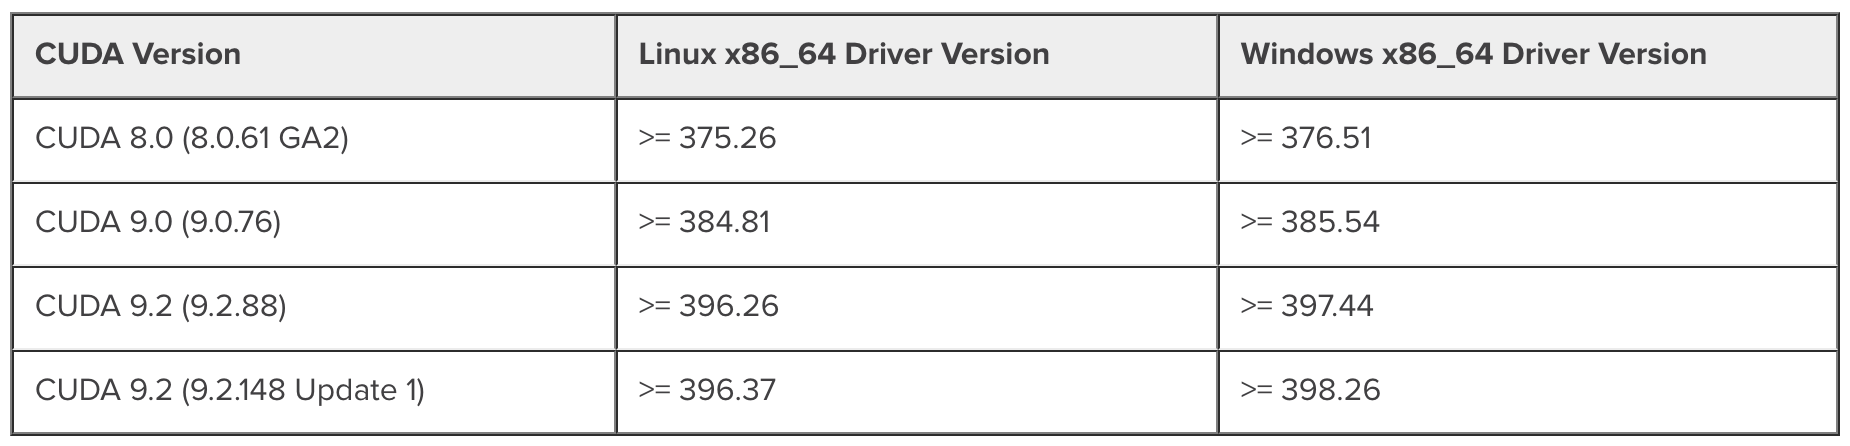 CUDA Version Linux x86_64 Driver Version Windows x86_64 Driver Version
CUDA 8.0 (8.0.61 GA2) >= 375.26 >= 376.51
CUDA 9.0 (9.0.76) >= 384.81 >= 385.54
CUDA 9.2 (9.2.88) >= 396.26 >= 397.44
CUDA 9.2 (9.2.148 Update 1) >= 396.37 >= 398.26